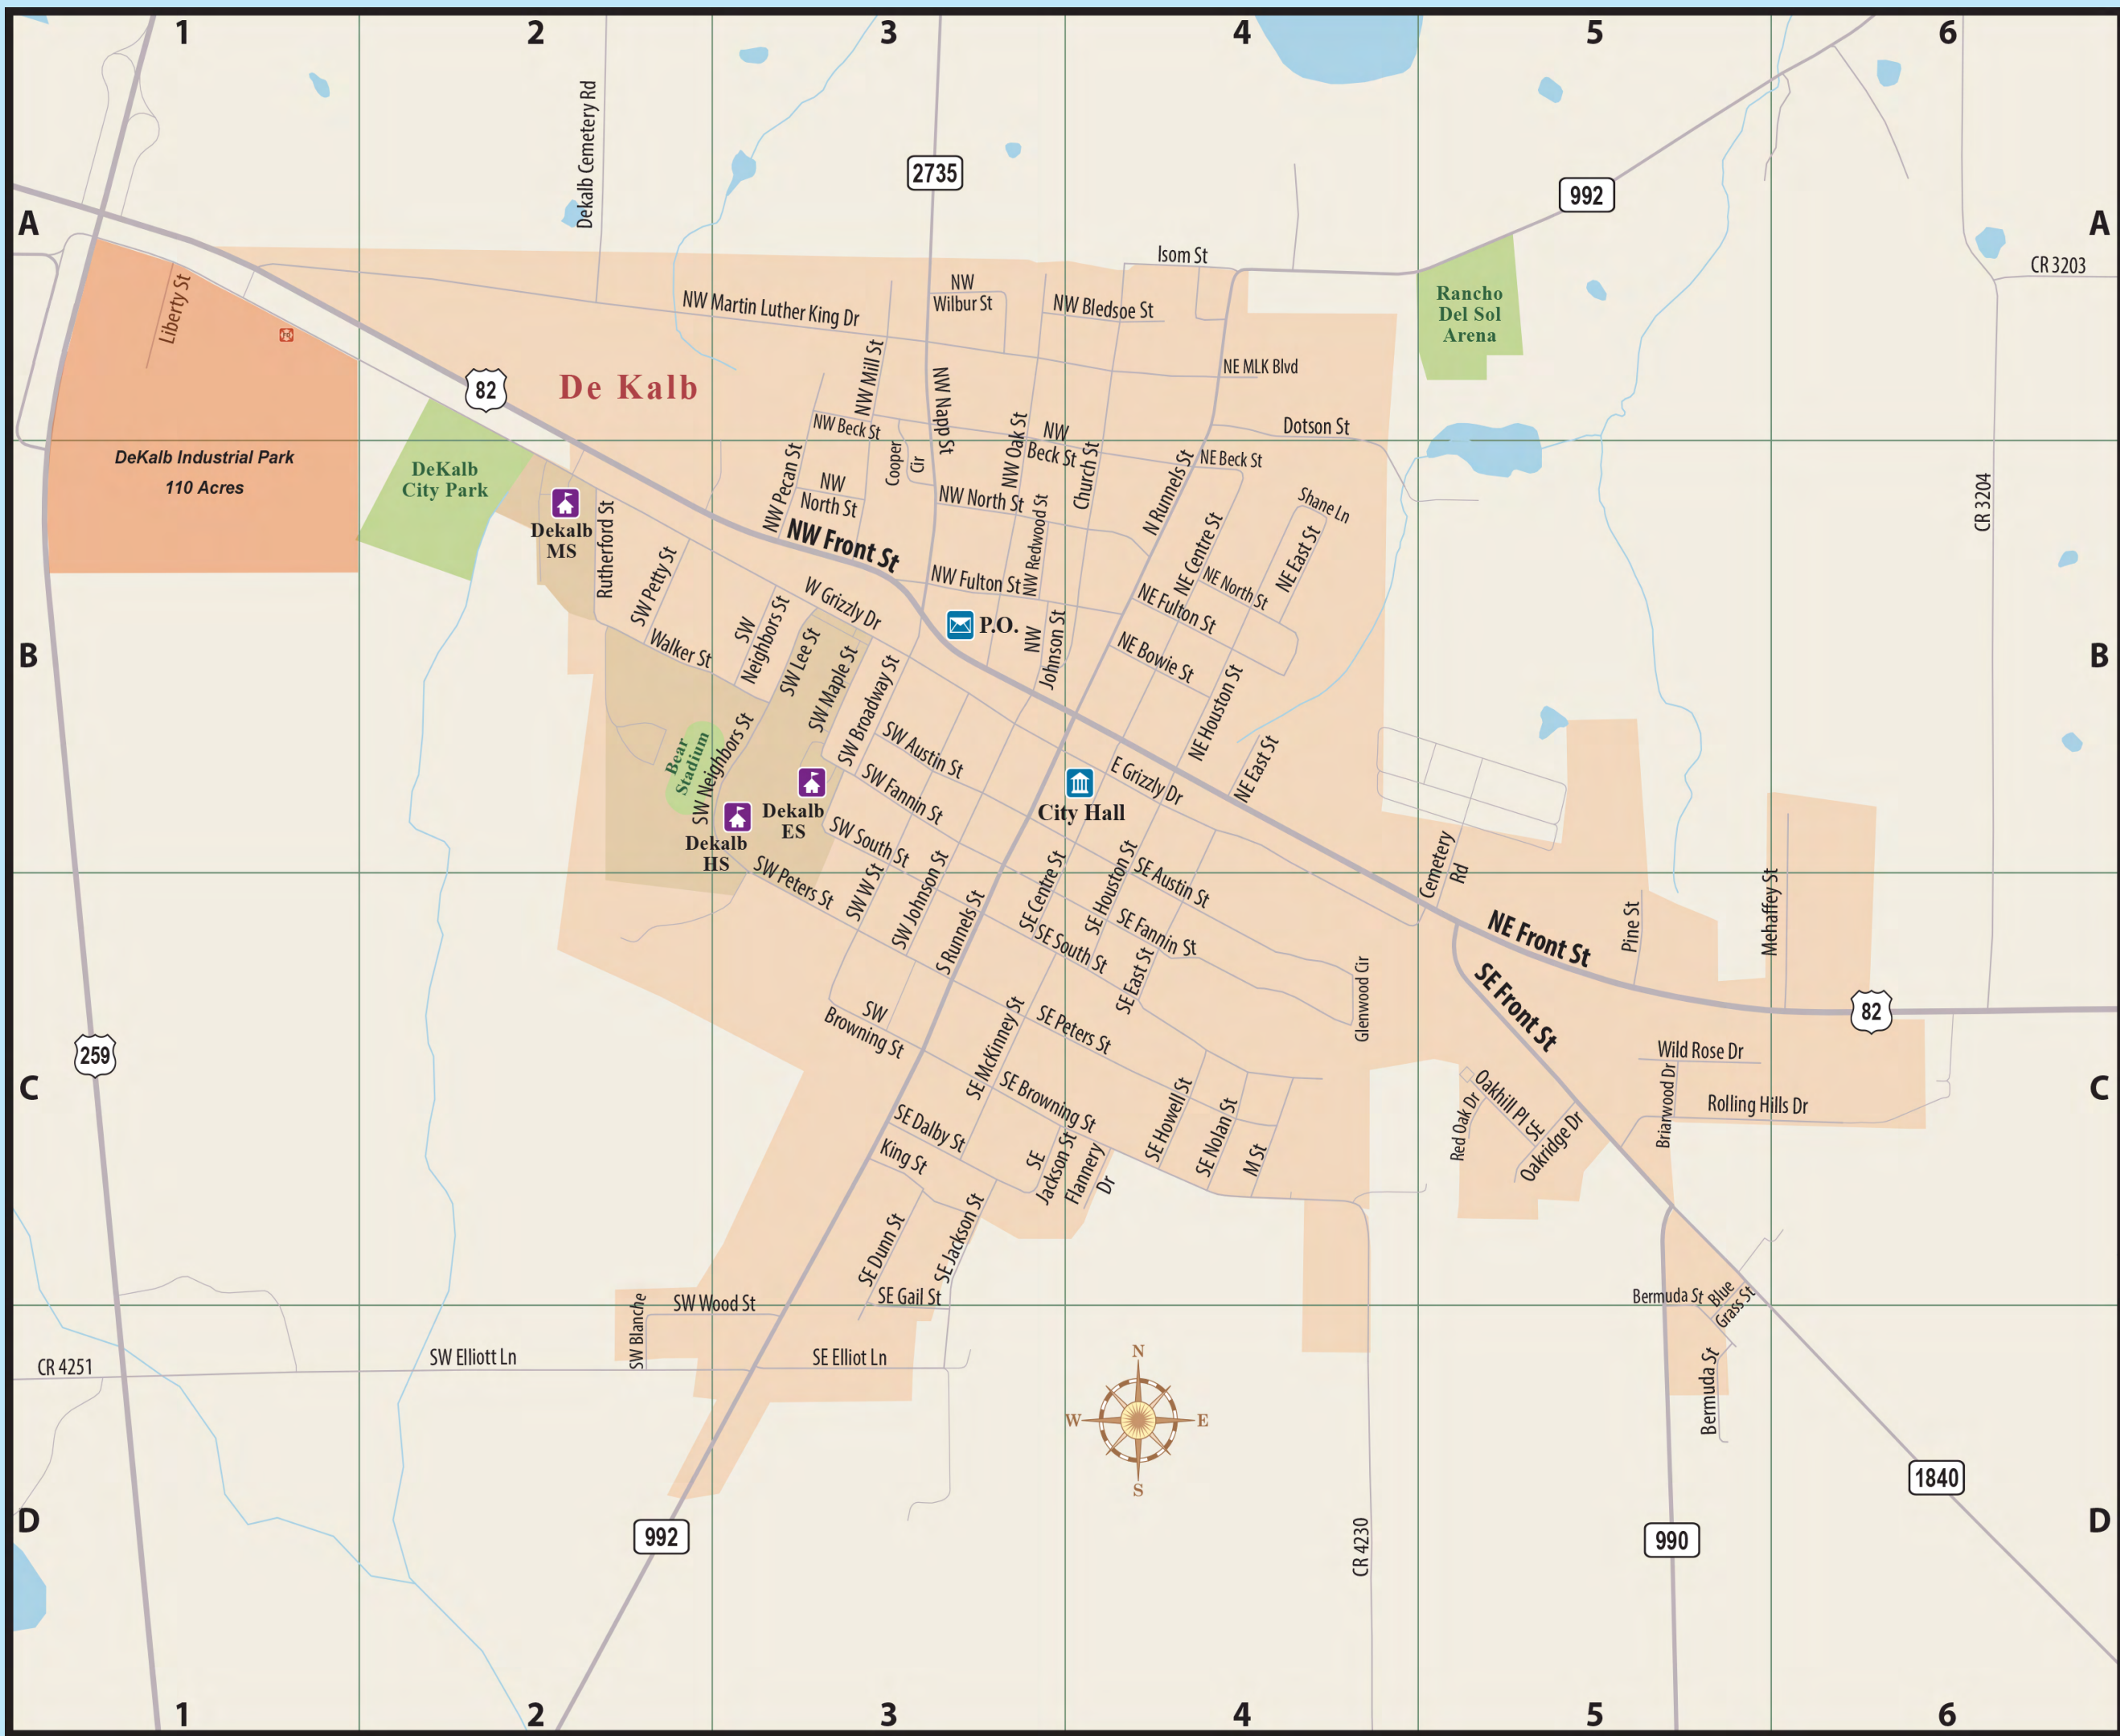 1
2
3
4
5
6
Dekalb Cemetery Rd
2735
992
A
A
Isom St
CR 3203
Liberty St
NW Martin Luther King Dr
NW
Wilbur St
NW Bledsoe St
Rancho
Del Sol
Arena
82
De Kalb
NW Mill St
NW Napp St
NE MLK Blvd
NW Beck St
NW Oak St
NW
Beck St
Church St
Dotson St
DeKalb Industrial Park
110 Acres
DeKalb
City Park
NW Pecan St
Cooper
Cir
NE Beck St
N Runnels St
NW
North St
NW North St
NW Redwood St
Shane Ln
CR 3204
Dekalb
MS
Rutherford St
NW Front St
NE Centre St
NE East St
SW Petty St
W Grizzly Dr
NW Fulton St
NE North St
NE Fulton St
B
B
P.O.
Walker St
SW
Neighbors St
SW Lee St
SW Maple St
SW Broadway St
NW
Johnson St
NE Bowie St
NE Houston St
Bear
Stadium
SW Neighbors St
SW Austin St
SW Fannin St
E Grizzly Dr
NE East St
City Hall
Dekalb
ES
Dekalb
HS
SW South St
SW Peters St
SW W St
SW Johnson St
S Runnels St
SE Centre St
SE Houston St
SE Austin St
SE Fannin St
SE South St
SE East St
Cemetery
Rd
NE Front St
Pine St
Mehaffey St
SE Front St
Glenwood Cir
82
259
SW
Browning St
SE McKinney St
SE Peters St
Wild Rose Dr
C
C
SE Browning St
SE Howell St
SE Nolan St
M St
Red Oak Dr
Oakhill Pl SE
Oakridge Dr
Briarwood Dr
Rolling Hills Dr
SE Dalby St
King St
SE
Jackson St
Flannery
Dr
SE Dunn St
SE Jackson St
SE Gail St
Bermuda St
Blue
Grass St
SW Blanche
SW Wood St
CR 4251
SW Elliott Ln
SE Elliot Ln
Bermuda St
N
W
E
S
1840
D
D
992
CR 4230
990
1
2
3
4
5
6